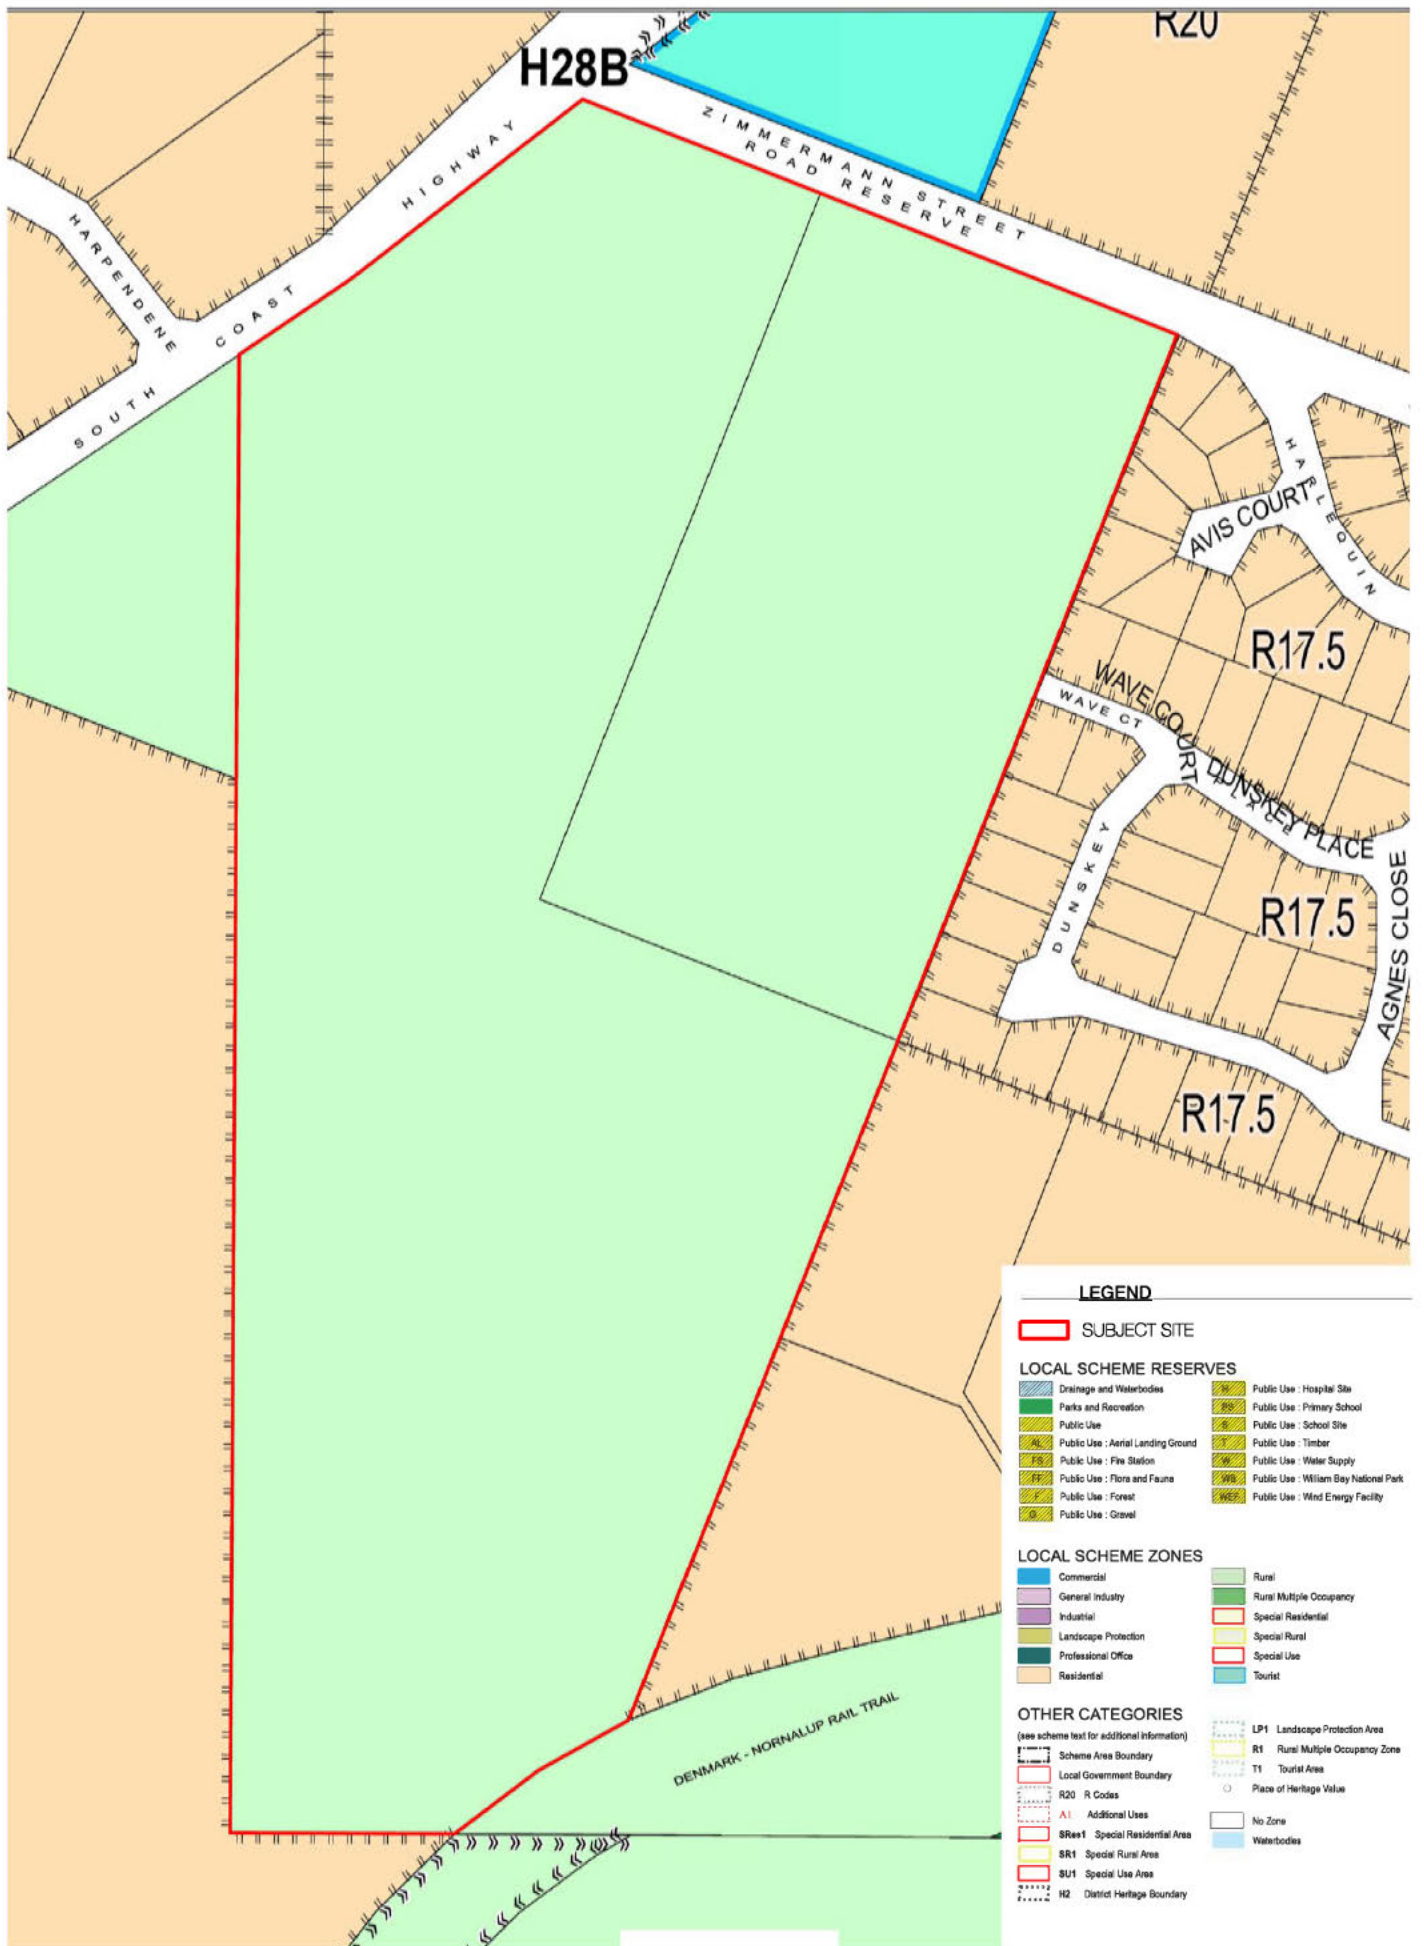 R20
H28B
ZIMMERMANN STREET
ROAD RESERVE
SOUTH COAST HIGHWAY
HARPENDENE
HARLEQUIN
AVIS COURT
R17.5
WAVE COURT
WAVE CT
DUNSKEY PLACE
PLACE
DUNSKEY
R17.5
AGNES CLOSE
R17.5
DENMARK - NORNALUP RAIL TRAIL
LEGEND
SUBJECT SITE
LOCAL SCHEME RESERVES
Drainage and Waterbodies
Parks and Recreation
Public Use
AL Public Use : Aerial Landing Ground
FS Public Use : Fire Station
FF Public Use : Flora and Fauna
F Public Use : Forest
G Public Use : Gravel
H Public Use : Hospital Site
PS Public Use : Primary School
S Public Use : School Site
T Public Use : Timber
W Public Use : Water Supply
WB Public Use : William Bay National Park
WEF Public Use : Wind Energy Facility
LOCAL SCHEME ZONES
Commercial
General Industry
Industrial
Landscape Protection
Professional Office
Residential
Rural
Rural Multiple Occupancy
Special Residential
Special Rural
Special Use
Tourist
OTHER CATEGORIES
(see scheme text for additional information)
Scheme Area Boundary
Local Government Boundary
R20 R Codes
A1 Additional Uses
SRes1 Special Residential Area
SR1 Special Rural Area
SU1 Special Use Area
H2 District Heritage Boundary
LP1 Landscape Protection Area
R1 Rural Multiple Occupancy Zone
T1 Tourist Area
Place of Heritage Value
No Zone
Waterbodies